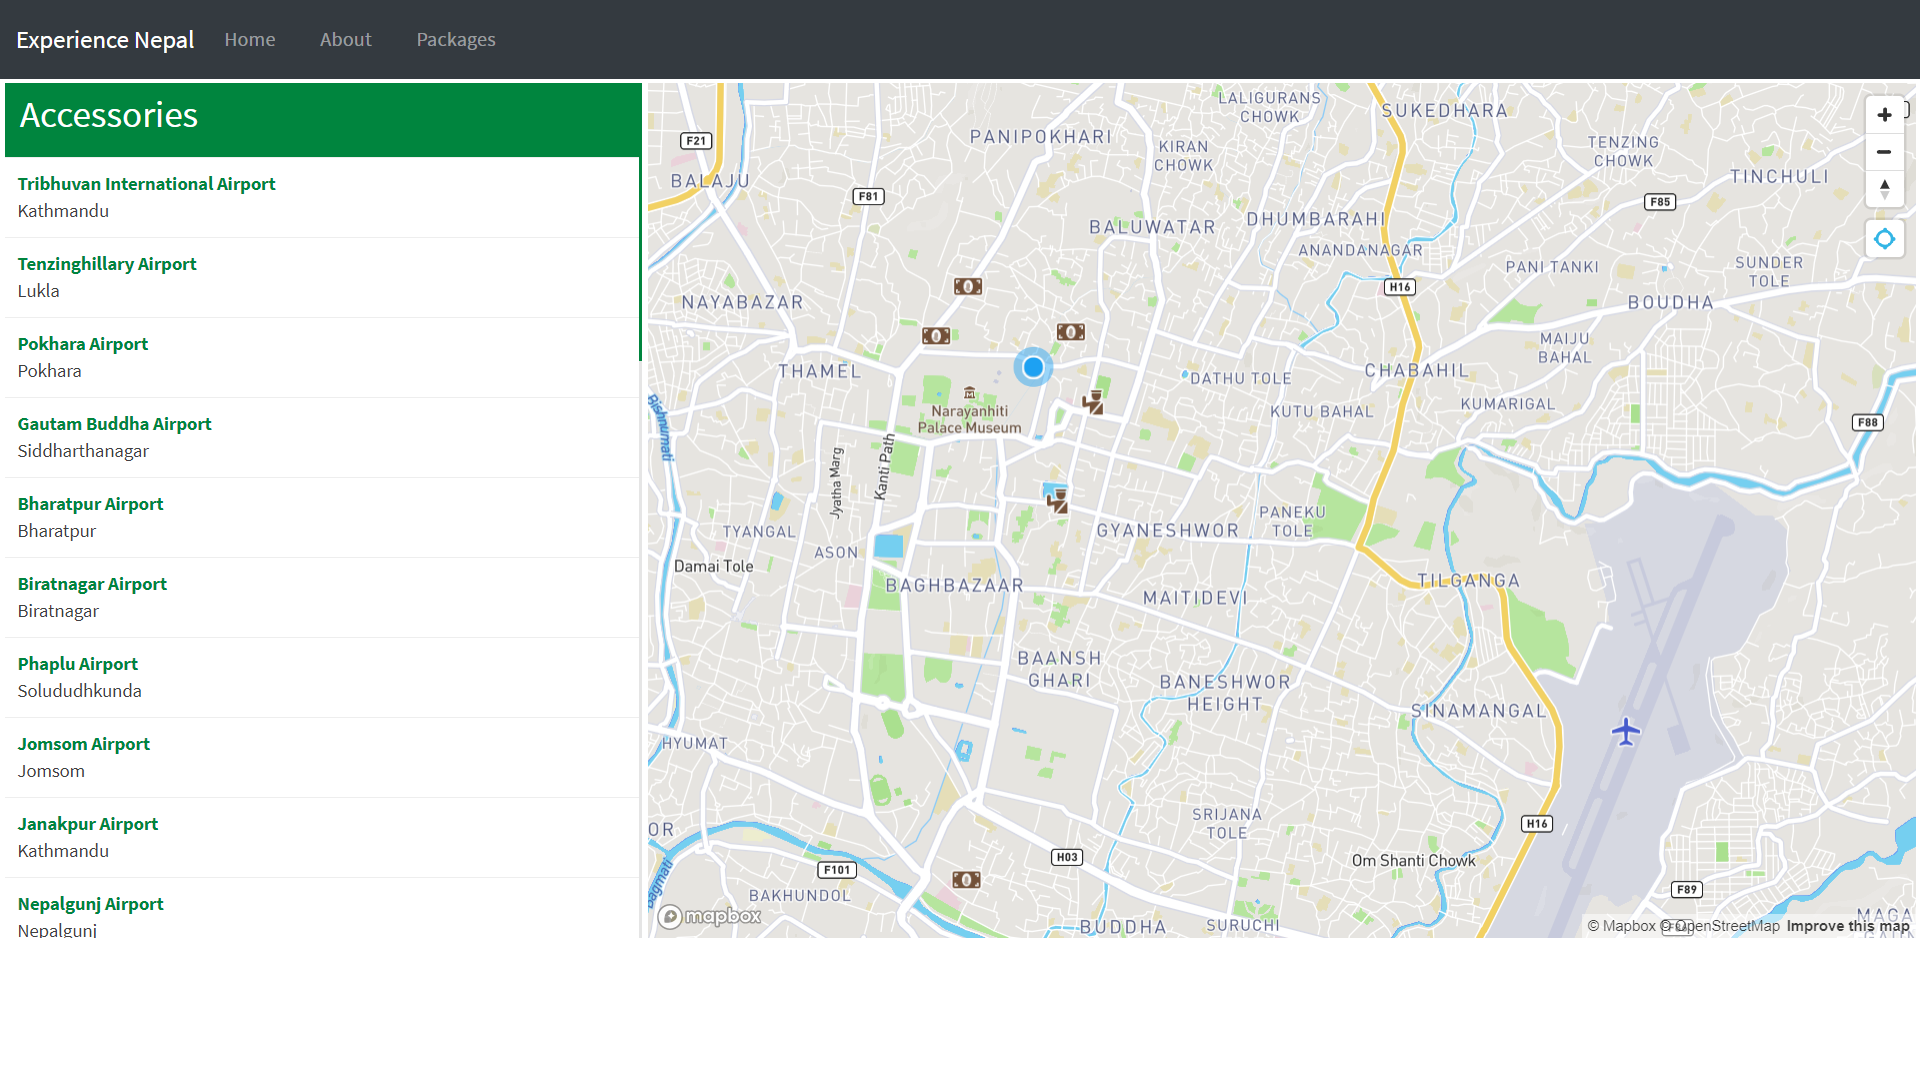 Experience Nepal
Home
About
Packages
Accessories
Tribhuvan International Airport
Kathmandu
Tenzinghillary Airport
Lukla
Pokhara Airport
Pokhara
Gautam Buddha Airport
Siddharthanagar
Bharatpur Airport
Bharatpur
Biratnagar Airport
Biratnagar
Phaplu Airport
Solududhkunda
Jomsom Airport
Jomsom
Janakpur Airport
Kathmandu
Nepalgunj Airport
Nepalgunj
LALIGURANS
CHOWK
SUKEDHARA
PANIPOKHARI
F21
KIRAN
CHOWK
TENZING
CHOWK
BALAJU
TINCHULI
F81
F85
BALUWATAR
DHUMBARAHI
ANANDANAGAR
PANI TANKI
SUNDER
TOLE
H16
NAYABAZAR
BOUDHA
MAIJU
BAHAL
THAMEL
DATHU TOLE
CHABAHIL
Narayanhiti
Palace Museum
KUTU BAHAL
KUMARIGAL
Bishnumati
F88
Kanti Path
Jyatha Marg
TYANGAL
ASON
GYANESHWOR
PANEKU
TOLE
Damai Tole
BAGHBAZAAR
MAITIDEVI
TILGANGA
BAANSH
GHARI
BANESHWOR
HEIGHT
SINAMANGAL
HYUMAT
SRIJANA
TOLE
H16
OR
H03
Om Shanti Chowk
F101
Bagmati
BAKHUNDOL
F89
mapbox
BUDDHA
SURUCHI
MAGA
© Mapbox © OpenStreetMap Improve this map